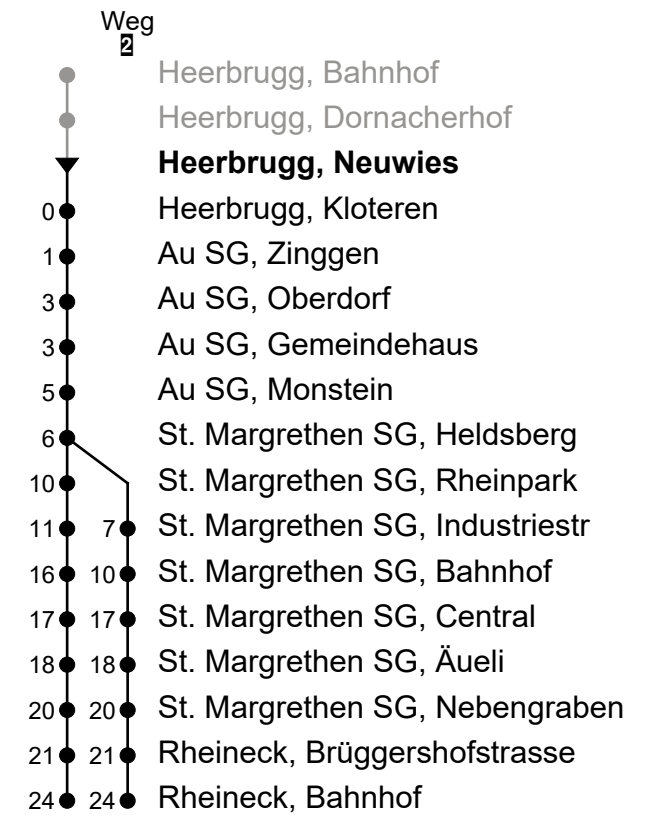 Weg
2
Heerbrugg, Bahnhof
Heerbrugg, Dornacherhof
Heerbrugg, Neuwies
0 Heerbrugg, Kloteren
1 Au SG, Zinggen
3 Au SG, Oberdorf
3 Au SG, Gemeindehaus
5 Au SG, Monstein
6 St. Margrethen SG, Heldsberg
10 St. Margrethen SG, Rheinpark
11 7 St. Margrethen SG, Industriestr
16 10 St. Margrethen SG, Bahnhof
17 17 St. Margrethen SG, Central
18 18 St. Margrethen SG, Äueli
20 20 St. Margrethen SG, Nebengraben
21 21 Rheineck, Brüggershofstrasse
24 24 Rheineck, Bahnhof